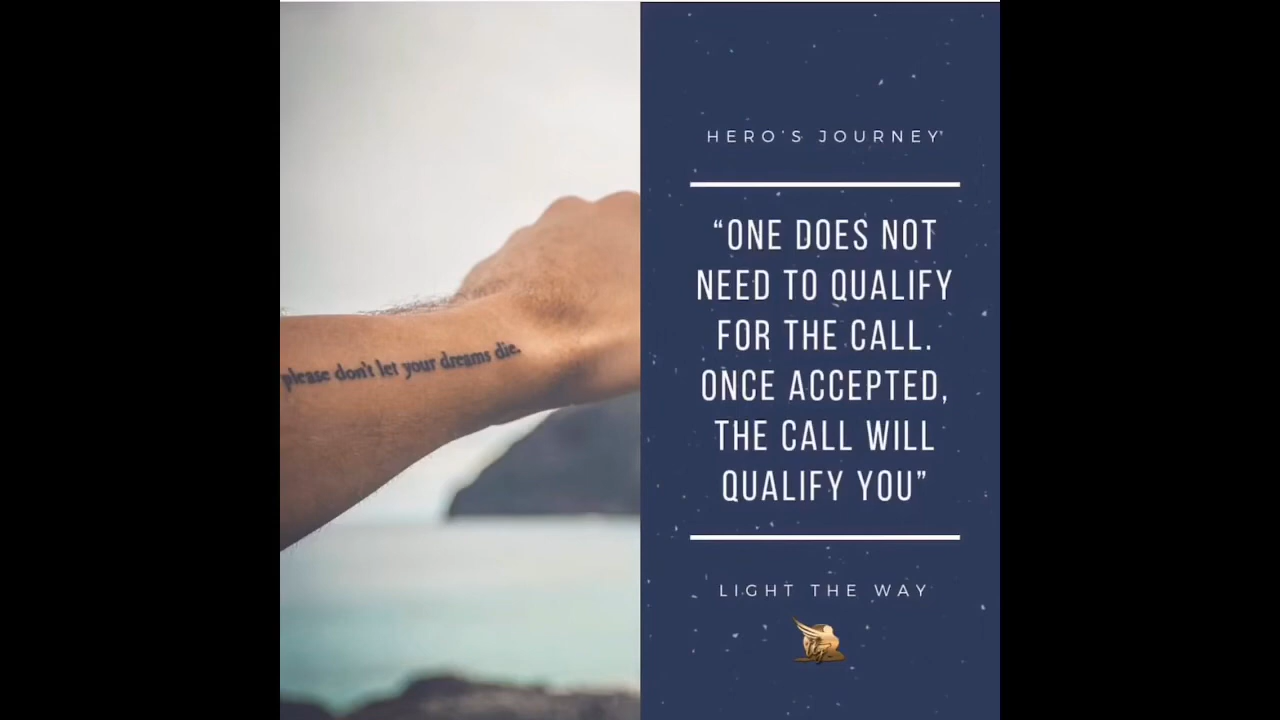 please don't let your dreams die.
HERO'S JOURNEY
“ONE DOES NOT
NEED TO QUALIFY
FOR THE CALL.
ONCE ACCEPTED,
THE CALL WILL
QUALIFY YOU”
LIGHT THE WAY